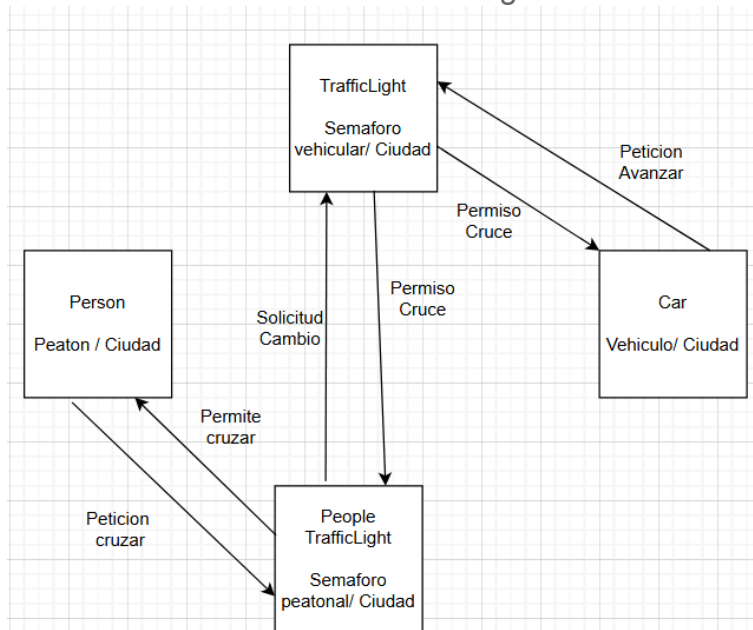 TrafficLight
Semaforo
vehicular/ Ciudad
Peticion
Avanzar
Permiso
Cruce
Person
Peaton / Ciudad
Solicitud
Cambio
Permiso
Cruce
Car
Vehiculo/ Ciudad
Permite
cruzar
Peticion
cruzar
People
TrafficLight
Semaforo
peatonal/ Ciudad